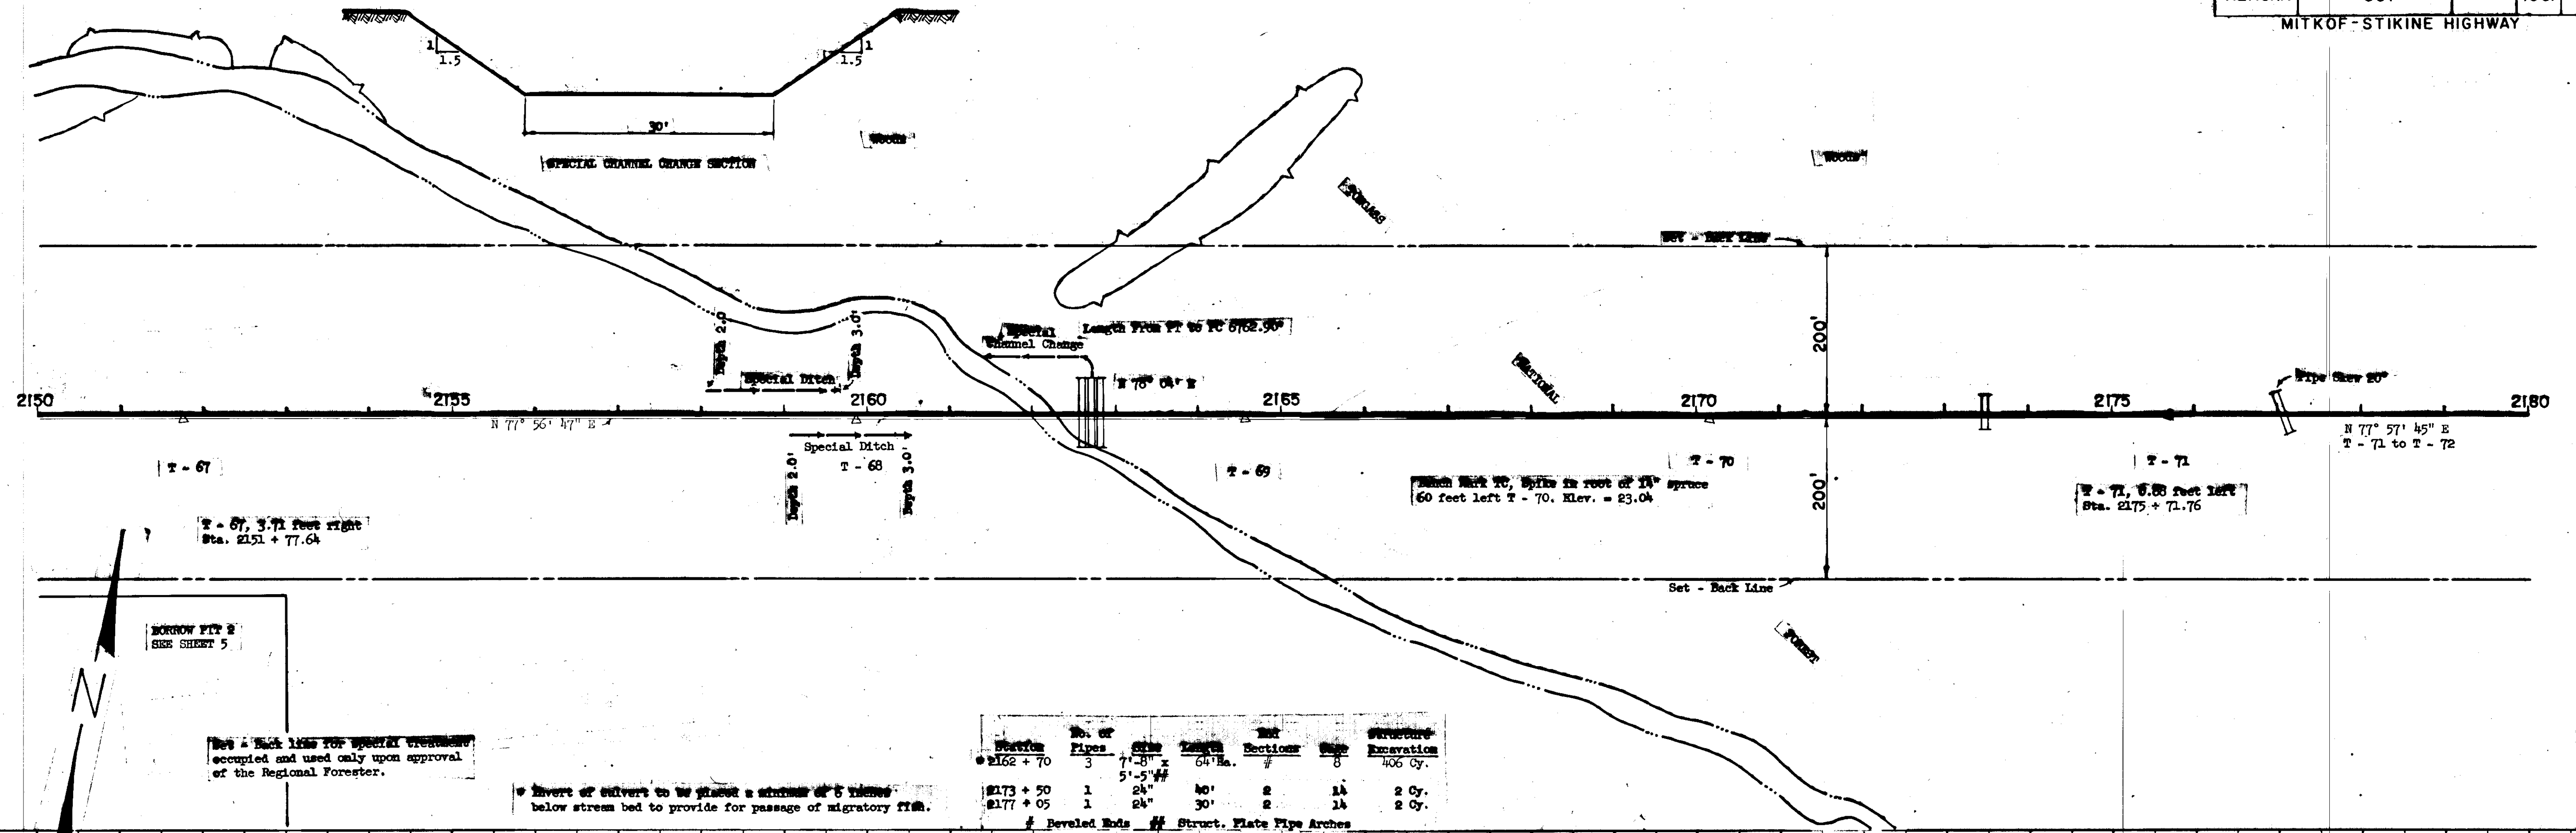 MITKOF-STIKINE HIGHWAY
1
1.5
1
1.5
30'
SPECIAL CHANNEL CHANGE SECTION
Woods
Woods
TONGASS
Set - Back Line
200'
Depth 2.0'
Depth 3.0'
Special Ditch
Special
Channel Change
Length From PT to PC 6762.90'
N 78° 04' E
NATIONAL
Pipe Skew 20°
2150
2155
2160
2165
2170
2175
2180
N 77° 56' 47" E
N 77° 57' 45" E
T - 71 to T - 72
Special Ditch
T - 68
Depth 2.0'
Depth 3.0'
T - 67
T - 69
T - 70
T - 71
T - 67, 3.71 feet right
Sta. 2151 + 77.64
Bench Mark TC, Spike in root of 14" spruce
60 feet left T - 70. Elev. = 23.04
T - 71, 0.88 feet left
Sta. 2175 + 71.76
200'
Set - Back Line
FOREST
BORROW PIT 2
SEE SHEET 5
N
Set - Back line for special treatment
occupied and used only upon approval
of the Regional Forester.
* Invert of culvert to be placed a minimum of 6 inches
below stream bed to provide for passage of migratory fish.
Station No. of Pipes Size Length End Sections Gage Structure Excavation
* 2162 + 70 3 7'-8" x 5'-5"## 64'Ea. # 8 406 Cy.
2173 + 50 1 24" 40' 2 14 2 Cy.
2177 + 05 1 24" 30' 2 14 2 Cy.
# Beveled Ends ## Struct. Plate Pipe Arches